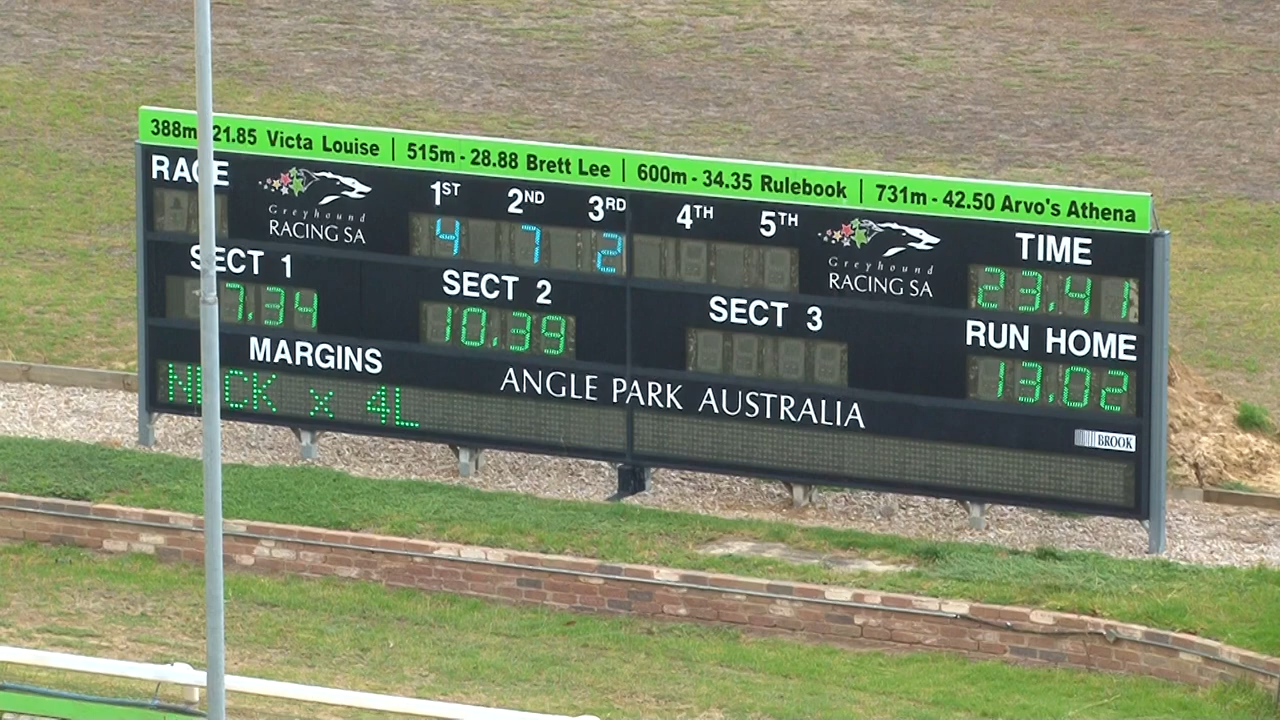 388m 21.85 Victa Louise | 515m - 28.88 Brett Lee | 600m - 34.35 Rulebook | 731m - 42.50 Arvo's Athena
RACE
Greyhound
RACING SA
1ST 2ND 3RD 4TH 5TH
4 7 2
Greyhound
RACING SA
TIME
23.41
SECT 1
7.34
SECT 2
10.39
SECT 3
RUN HOME
13.02
MARGINS
NECK x 4L
ANGLE PARK AUSTRALIA
BROOK